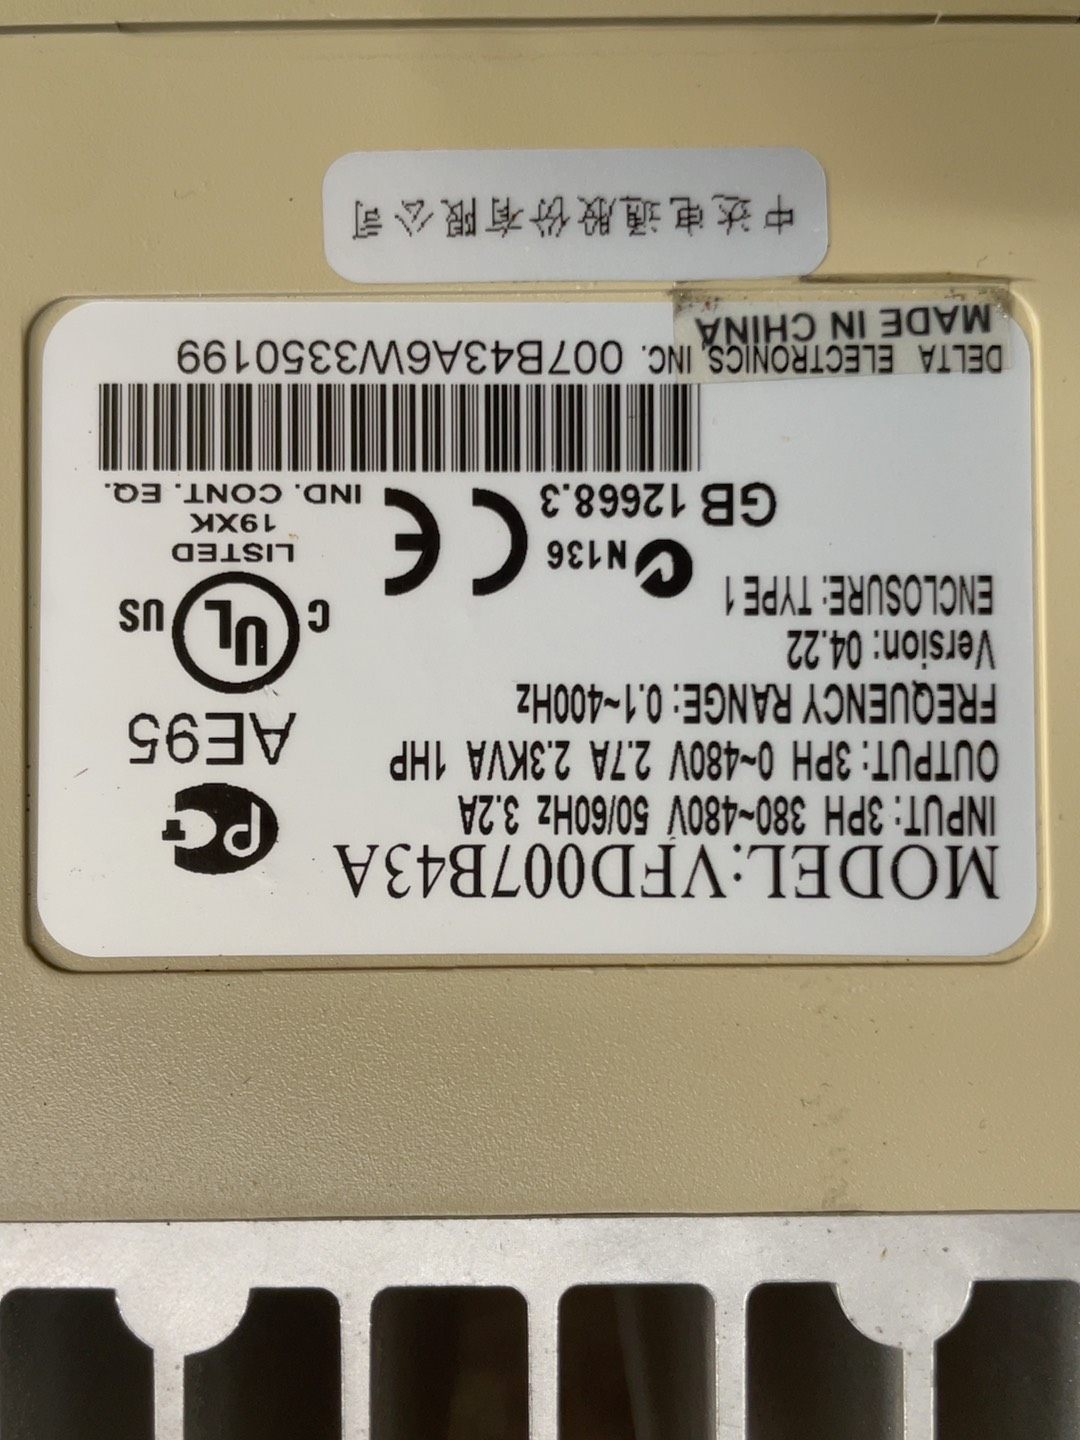 MODEL:VFD007B43A
INPUT: 3PH 380~480V 50/60Hz 3.2A
OUTPUT: 3PH 0~480V 2.7A 2.3KVA 1HP
FREQUENCY RANGE: 0.1~400Hz
Version: 04.22
ENCLOSURE: TYPE 1
PG
AE95
C UL US
LISTED
19XK
IND. CONT. EQ.
N136
CE
GB 12668.3
007B43A6W3350199
DELTA ELECTRONICS, INC.
MADE IN CHINA
中达电通股份有限公司